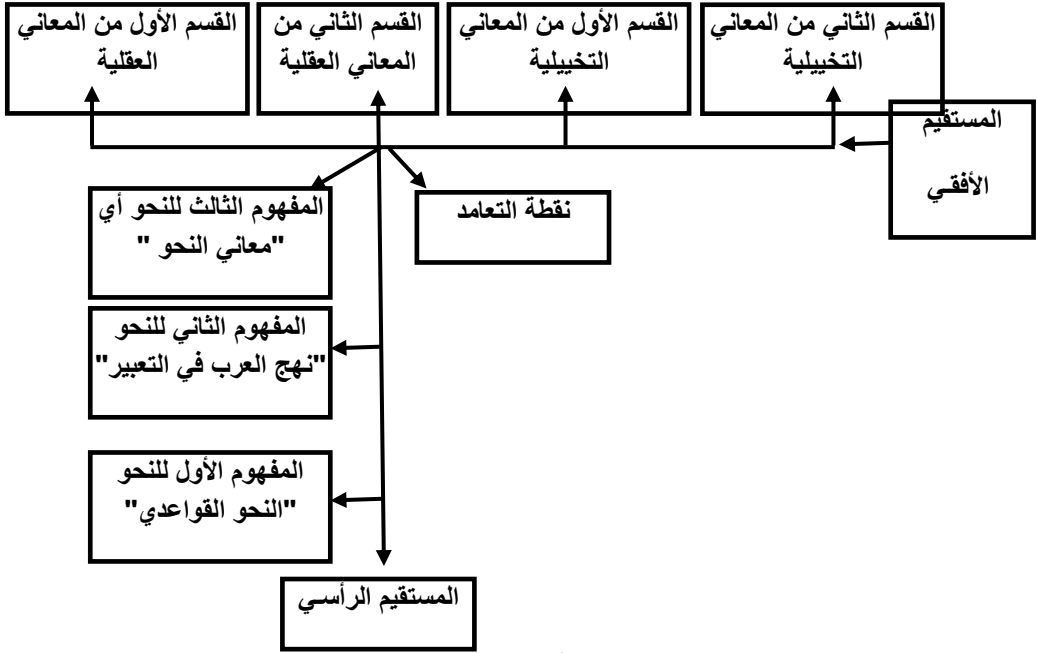 القسم الأول من المعاني
العقلية
القسم الثاني من
المعاني العقلية
القسم الأول من المعاني
التخييلية
القسم الثاني من المعاني
التخييلية
المستقيم
الأفقي
المفهوم الثالث للنحو أي
"معاني النحو "
نقطة التعامد
المفهوم الثاني للنحو
"نهج العرب في التعبير"
المفهوم الأول للنحو
"النحو القواعدي"
المستقيم الرأسي